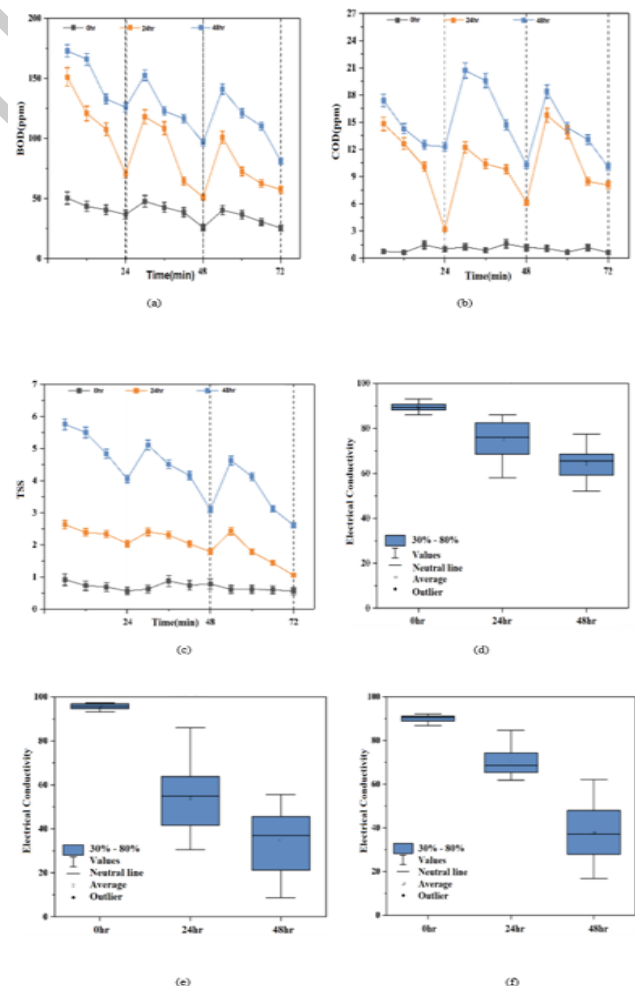 0hr 24hr 48hr
200
150
100
50
0
BOD(ppm)
24 48 72
Time(min)
(a)
0hr 24hr 48hr
27
24
21
18
15
12
9
6
3
0
COD(ppm)
24 48 72
Time(min)
(b)
0hr 24hr 48hr
7
6
5
4
3
2
1
0
TSS
24 48 72
Time(min)
(c)
100
80
60
40
20
0
Electrical Conductivity
30% - 80%
Values
Neutral line
Average
Outlier
0hr 24hr 48hr
(d)
100
80
60
40
20
0
Electrical Conductivity
30% - 80%
Values
Neutral line
Average
Outlier
0hr 24hr 48hr
(e)
100
80
60
40
20
0
Electrical Conductivity
30% - 80%
Values
Neutral line
Average
Outlier
0hr 24hr 48hr
(f)